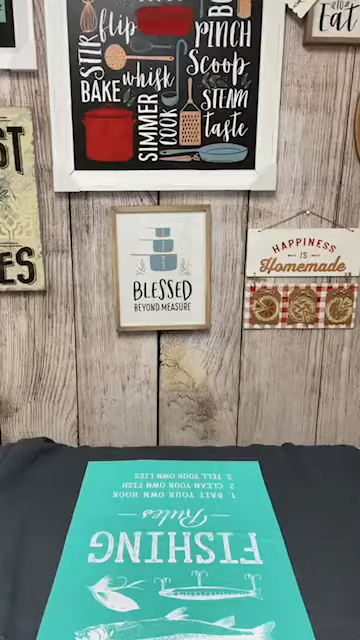 flip
STIR
BAKE
whisk
SIMMER
COOK
PINCH
Scoop
STEAM
taste
Eat
BLESSED
BEYOND MEASURE
HAPPINESS
IS
Homemade
FISHING
Rules
1. BAIT YOUR OWN HOOK
2. CLEAN YOUR OWN FISH
3. TELL YOUR OWN LIES